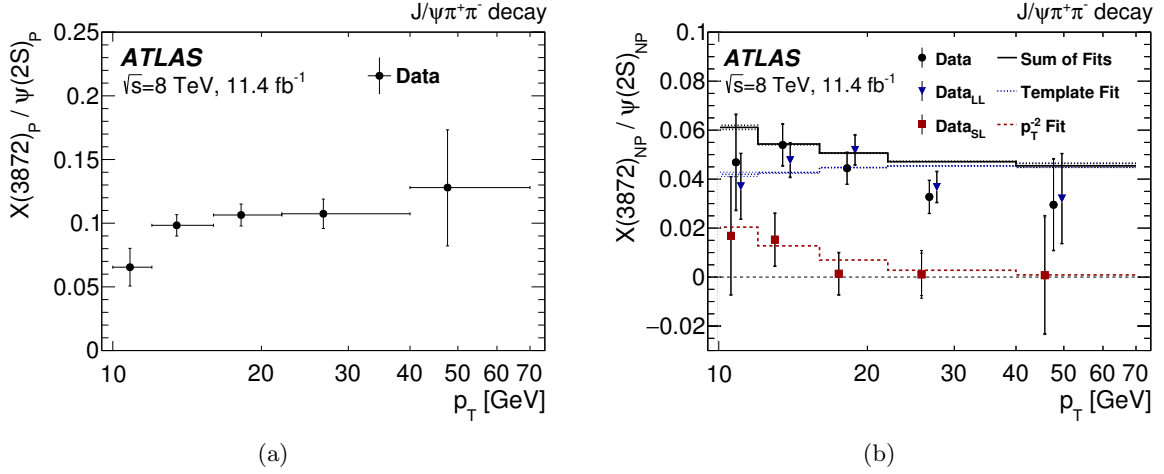 J/ψπ⁺π⁻ decay
ATLAS
√s=8 TeV, 11.4 fb⁻¹
Data
X(3872)_P / ψ(2S)_P
0.25
0.2
0.15
0.1
0.05
0
10 20 30 40 50 60 70
p_T [GeV]
(a)
J/ψπ⁺π⁻ decay
ATLAS
√s=8 TeV, 11.4 fb⁻¹
Data
Data_LL
Data_SL
Sum of Fits
Template Fit
p_T⁻² Fit
X(3872)_NP / ψ(2S)_NP
0.1
0.08
0.06
0.04
0.02
0
−0.02
10 20 30 40 50 60 70
p_T [GeV]
(b)